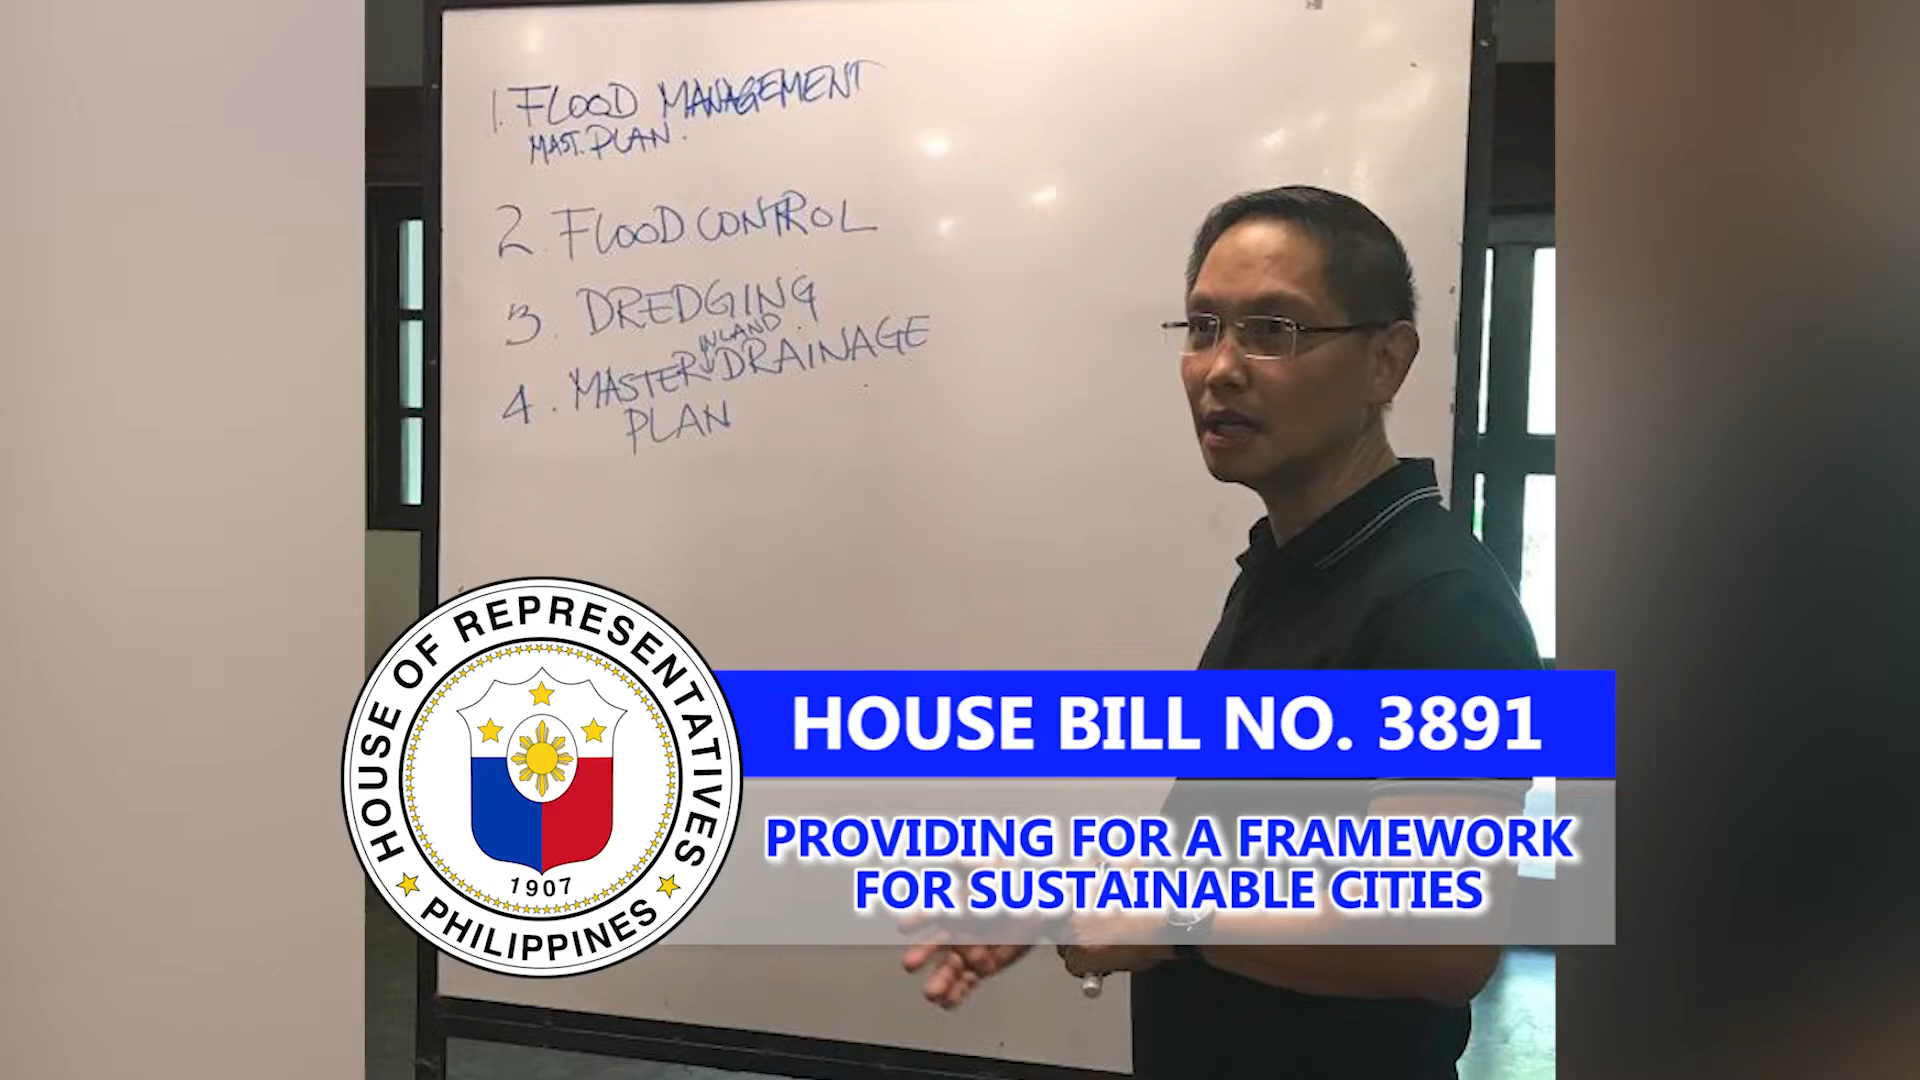 1. FLOOD MANAGEMENT
MAST. PLAN.
2. FLOOD CONTROL
3. DREDGING
INLAND
4. MASTER DRAINAGE
PLAN
HOUSE OF REPRESENTATIVES
1907
PHILIPPINES
HOUSE BILL NO. 3891
PROVIDING FOR A FRAMEWORK
FOR SUSTAINABLE CITIES